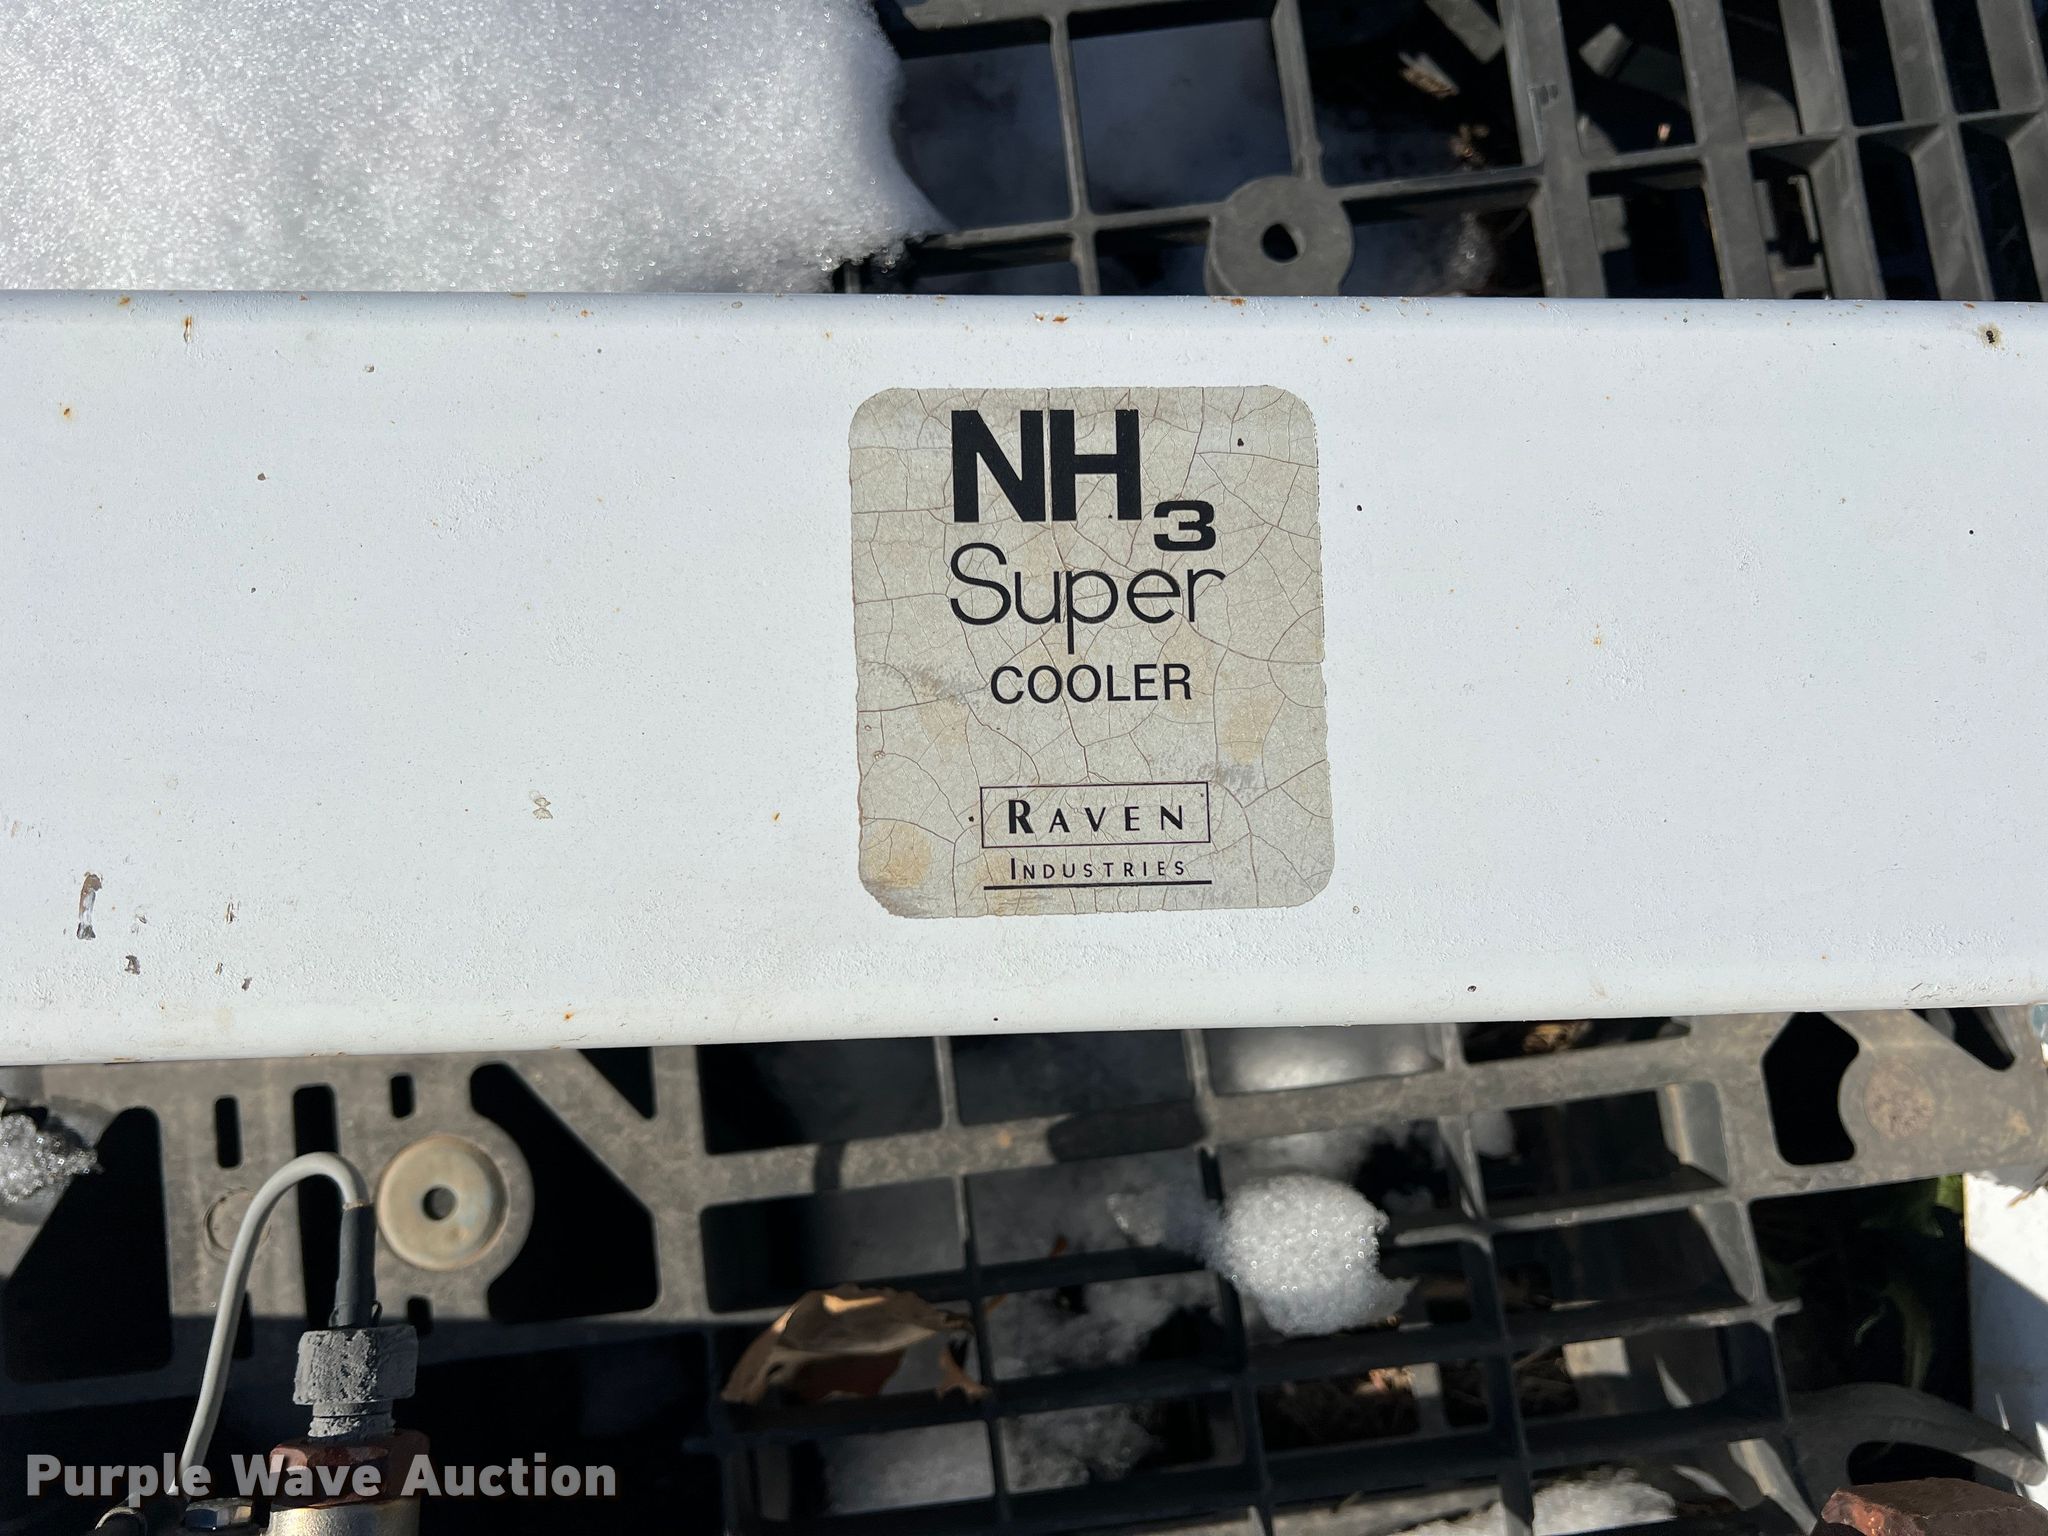 NH₃
Super
COOLER
RAVEN
INDUSTRIES
Purple Wave Auction